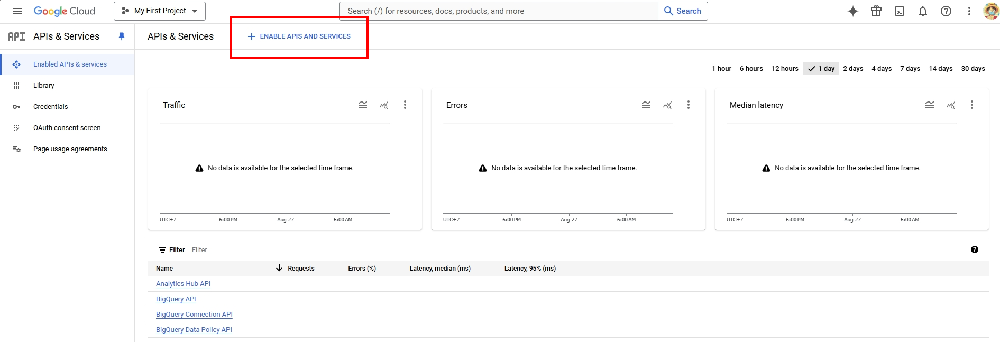 Google Cloud
My First Project
Search (/) for resources, docs, products, and more
Search
API
APIs & Services
APIs & Services
ENABLE APIS AND SERVICES
Enabled APIs & services
Library
Credentials
OAuth consent screen
Page usage agreements
1 hour 6 hours 12 hours 1 day 2 days 4 days 7 days 14 days 30 days
Traffic
No data is available for the selected time frame.
UTC+7 6:00 PM Aug 27 6:00 AM
Errors
No data is available for the selected time frame.
UTC+7 6:00 PM Aug 27 6:00 AM
Median latency
No data is available for the selected time frame.
UTC+7 6:00 PM Aug 27 6:00 AM
Filter Filter
Name Requests Errors (%) Latency, median (ms) Latency, 95% (ms)
Analytics Hub API
BigQuery API
BigQuery Connection API
BigQuery Data Policy API